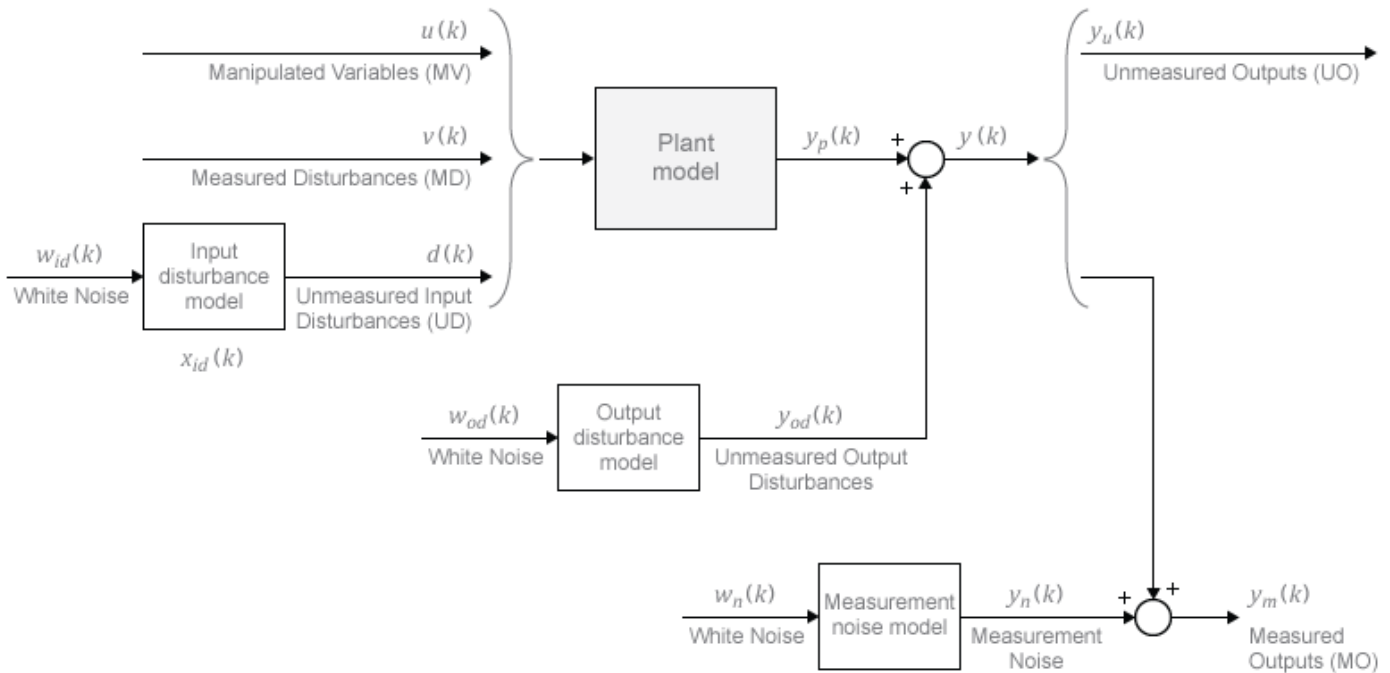 u(k)
Manipulated Variables (MV)
v(k)
Measured Disturbances (MD)
w_id(k)
White Noise
Input
disturbance
model
x_id(k)
d(k)
Unmeasured Input
Disturbances (UD)
Plant
model
y_p(k)
+
+
y(k)
y_u(k)
Unmeasured Outputs (UO)
w_od(k)
White Noise
Output
disturbance
model
y_od(k)
Unmeasured Output
Disturbances
w_n(k)
White Noise
Measurement
noise model
y_n(k)
Measurement
Noise
+
+
y_m(k)
Measured
Outputs (MO)